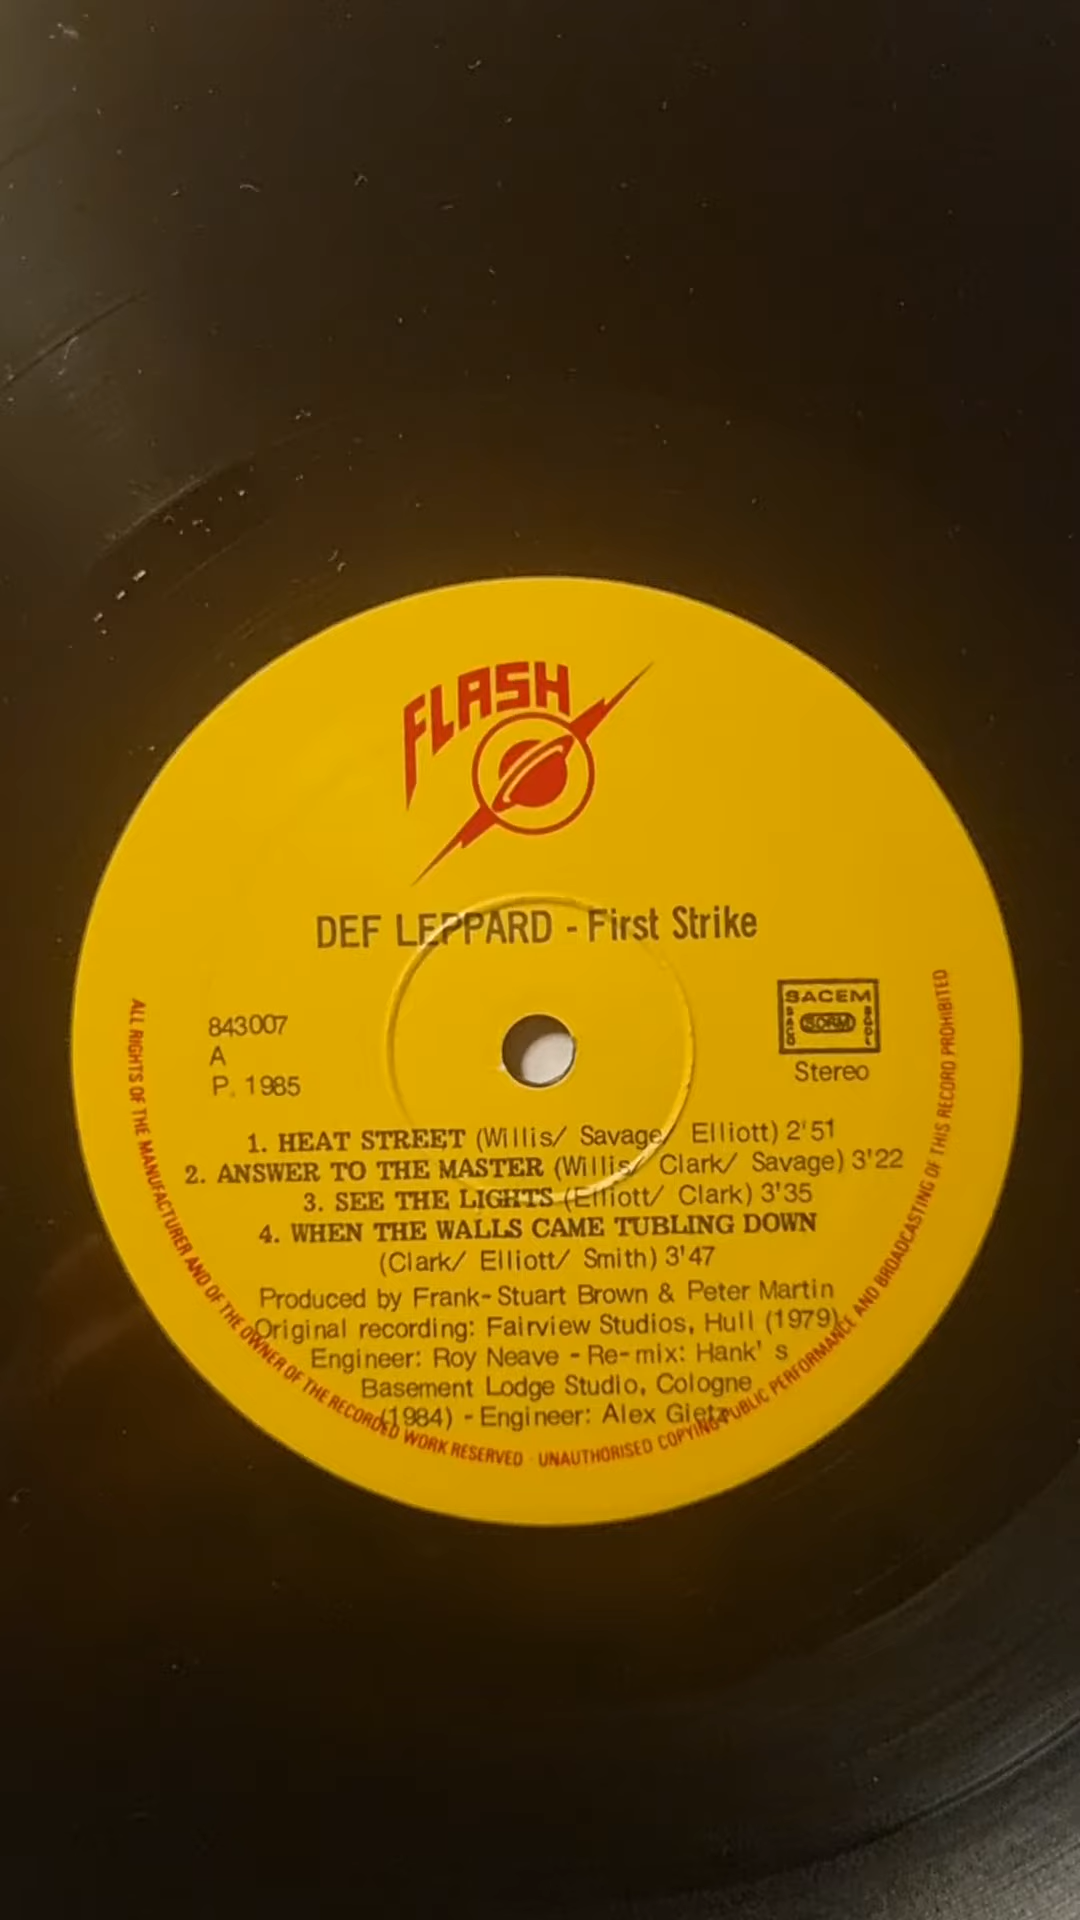 FLASH
DEF LEPPARD - First Strike
843007
A
P. 1985
SACEM
SDRM
SACD
SGDL
Stereo
1. HEAT STREET (Willis/ Savage/ Elliott) 2'51
2. ANSWER TO THE MASTER (Willis/ Clark/ Savage) 3'22
3. SEE THE LIGHTS (Elliott/ Clark) 3'35
4. WHEN THE WALLS CAME TUBLING DOWN
(Clark/ Elliott/ Smith) 3'47
Produced by Frank-Stuart Brown & Peter Martin
Original recording: Fairview Studios, Hull (1979)
Engineer: Roy Neave - Re-mix: Hank' s
Basement Lodge Studio, Cologne
(1984) - Engineer: Alex Gietz
ALL RIGHTS OF THE MANUFACTURER AND OF THE OWNER OF THE RECORDED WORK RESERVED · UNAUTHORISED COPYING PUBLIC PERFORMANCE AND BROADCASTING OF THIS RECORD PROHIBITED